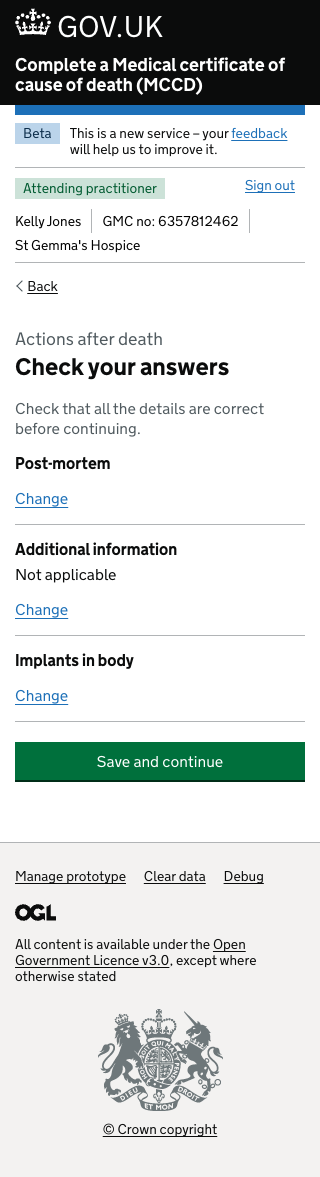 GOV.UK
Complete a Medical certificate of
cause of death (MCCD)
Beta
This is a new service – your feedback
will help us to improve it.
Attending practitioner
Sign out
Kelly Jones
GMC no: 6357812462
St Gemma's Hospice
Back
Actions after death
Check your answers
Check that all the details are correct
before continuing.
Post-mortem
Change
Additional information
Not applicable
Change
Implants in body
Change
Save and continue
Manage prototype Clear data Debug
OGL
All content is available under the Open
Government Licence v3.0, except where
otherwise stated
© Crown copyright